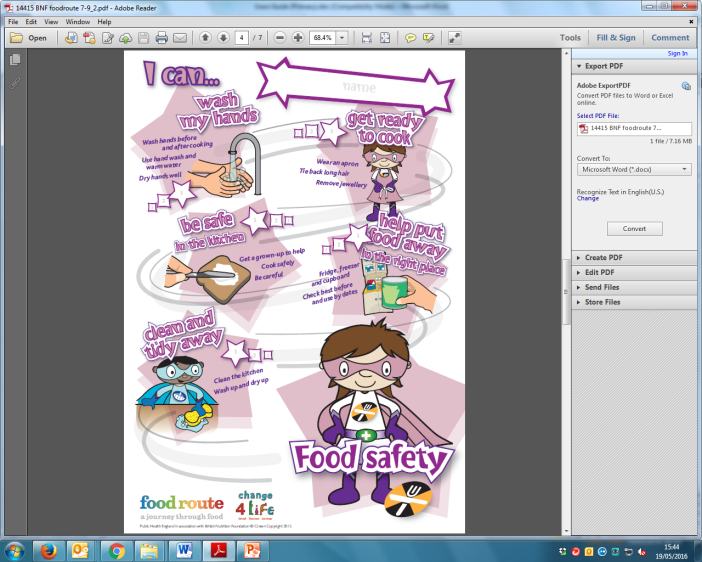 14415 BNF foodroute 7-9_2.pdf - Adobe Reader
File Edit View Window Help
Open
4 / 7
68.4%
Tools Fill & Sign Comment
Sign In
Export PDF
Adobe ExportPDF
Convert PDF files to Word or Excel
online.
Select PDF File:
14415 BNF foodroute 7...
1 file / 7.16 MB
Convert To:
Microsoft Word (*.docx)
Recognize Text in English(U.S.)
Change
Convert
Create PDF
Edit PDF
Send Files
Store Files
I can...
name
wash
my hands
Wash hands before
and after cooking
Use hand wash and
warm water
Dry hands well
get ready
to cook
Wear an apron
Tie back long hair
Remove jewellery
be safe
in the kitchen
Get a grown-up to help
Cook safely
Be careful
help put
food away
in the right place
Fridge, freezer
and cupboard
Check best before
and use by dates
clean and
tidy away
Clean the kitchen
Wash up and dry up
Food safety
food route
a journey through food
change
4 LiFe
Public Health England in association with British Nutrition Foundation © Crown Copyright 2013
15:44
19/05/2016